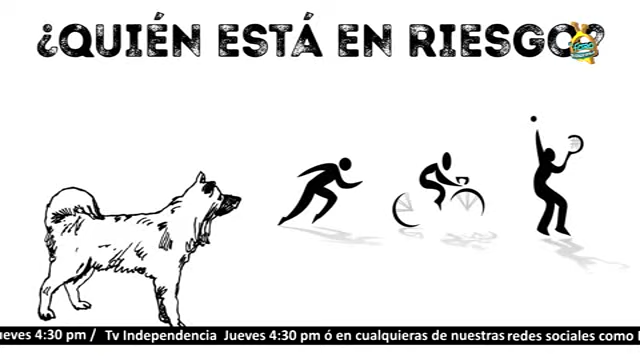 ¿QUIÉN ESTÁ EN RIESGO?
ueves 4:30 pm / Tv Independencia Jueves 4:30 pm ó en cualquieras de nuestras redes sociales como